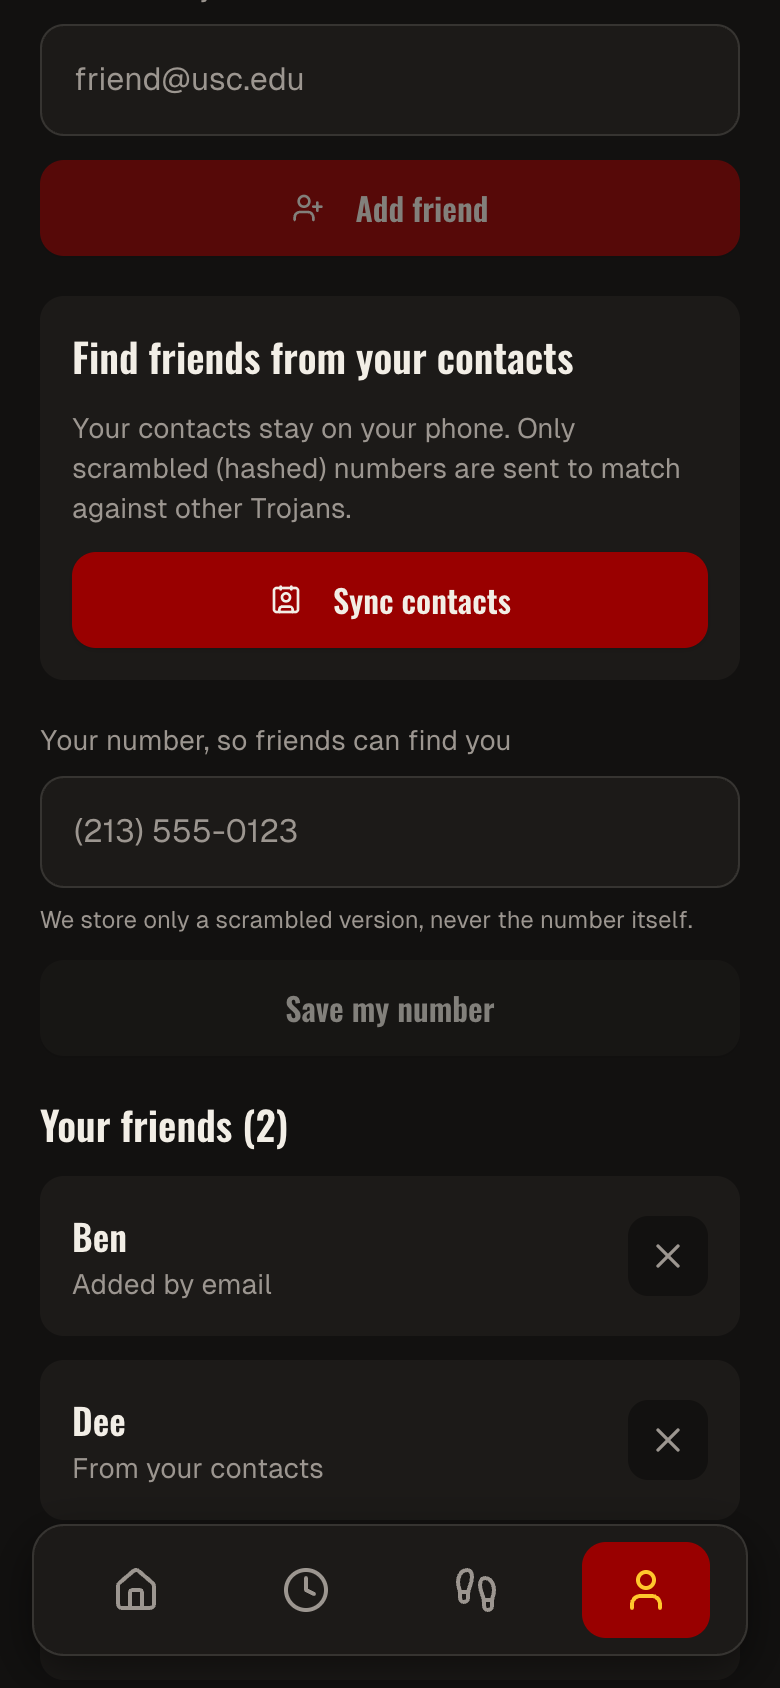 friend@usc.edu
Add friend
Find friends from your contacts
Your contacts stay on your phone. Only
scrambled (hashed) numbers are sent to match
against other Trojans.
Sync contacts
Your number, so friends can find you
(213) 555-0123
We store only a scrambled version, never the number itself.
Save my number
Your friends (2)
Ben
Added by email
Dee
From your contacts